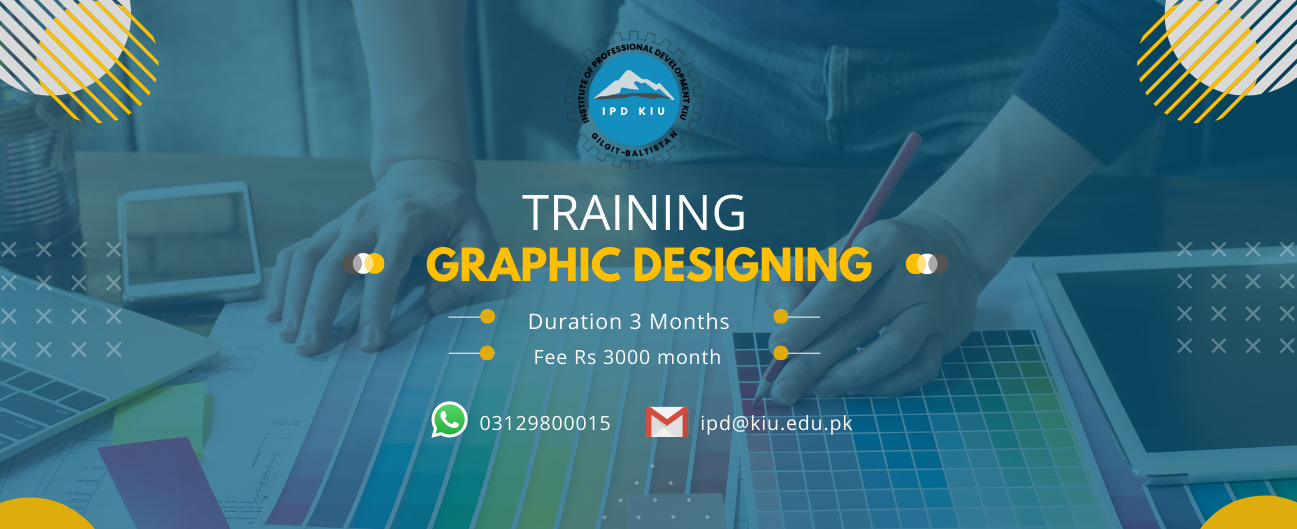 INSTITUTE OF PROFESSIONAL DEVELOPMENT KIU
IPD KIU
GILGIT-BALTISTAN
TRAINING
GRAPHIC DESIGNING
Duration 3 Months
Fee Rs 3000 month
03129800015
ipd@kiu.edu.pk